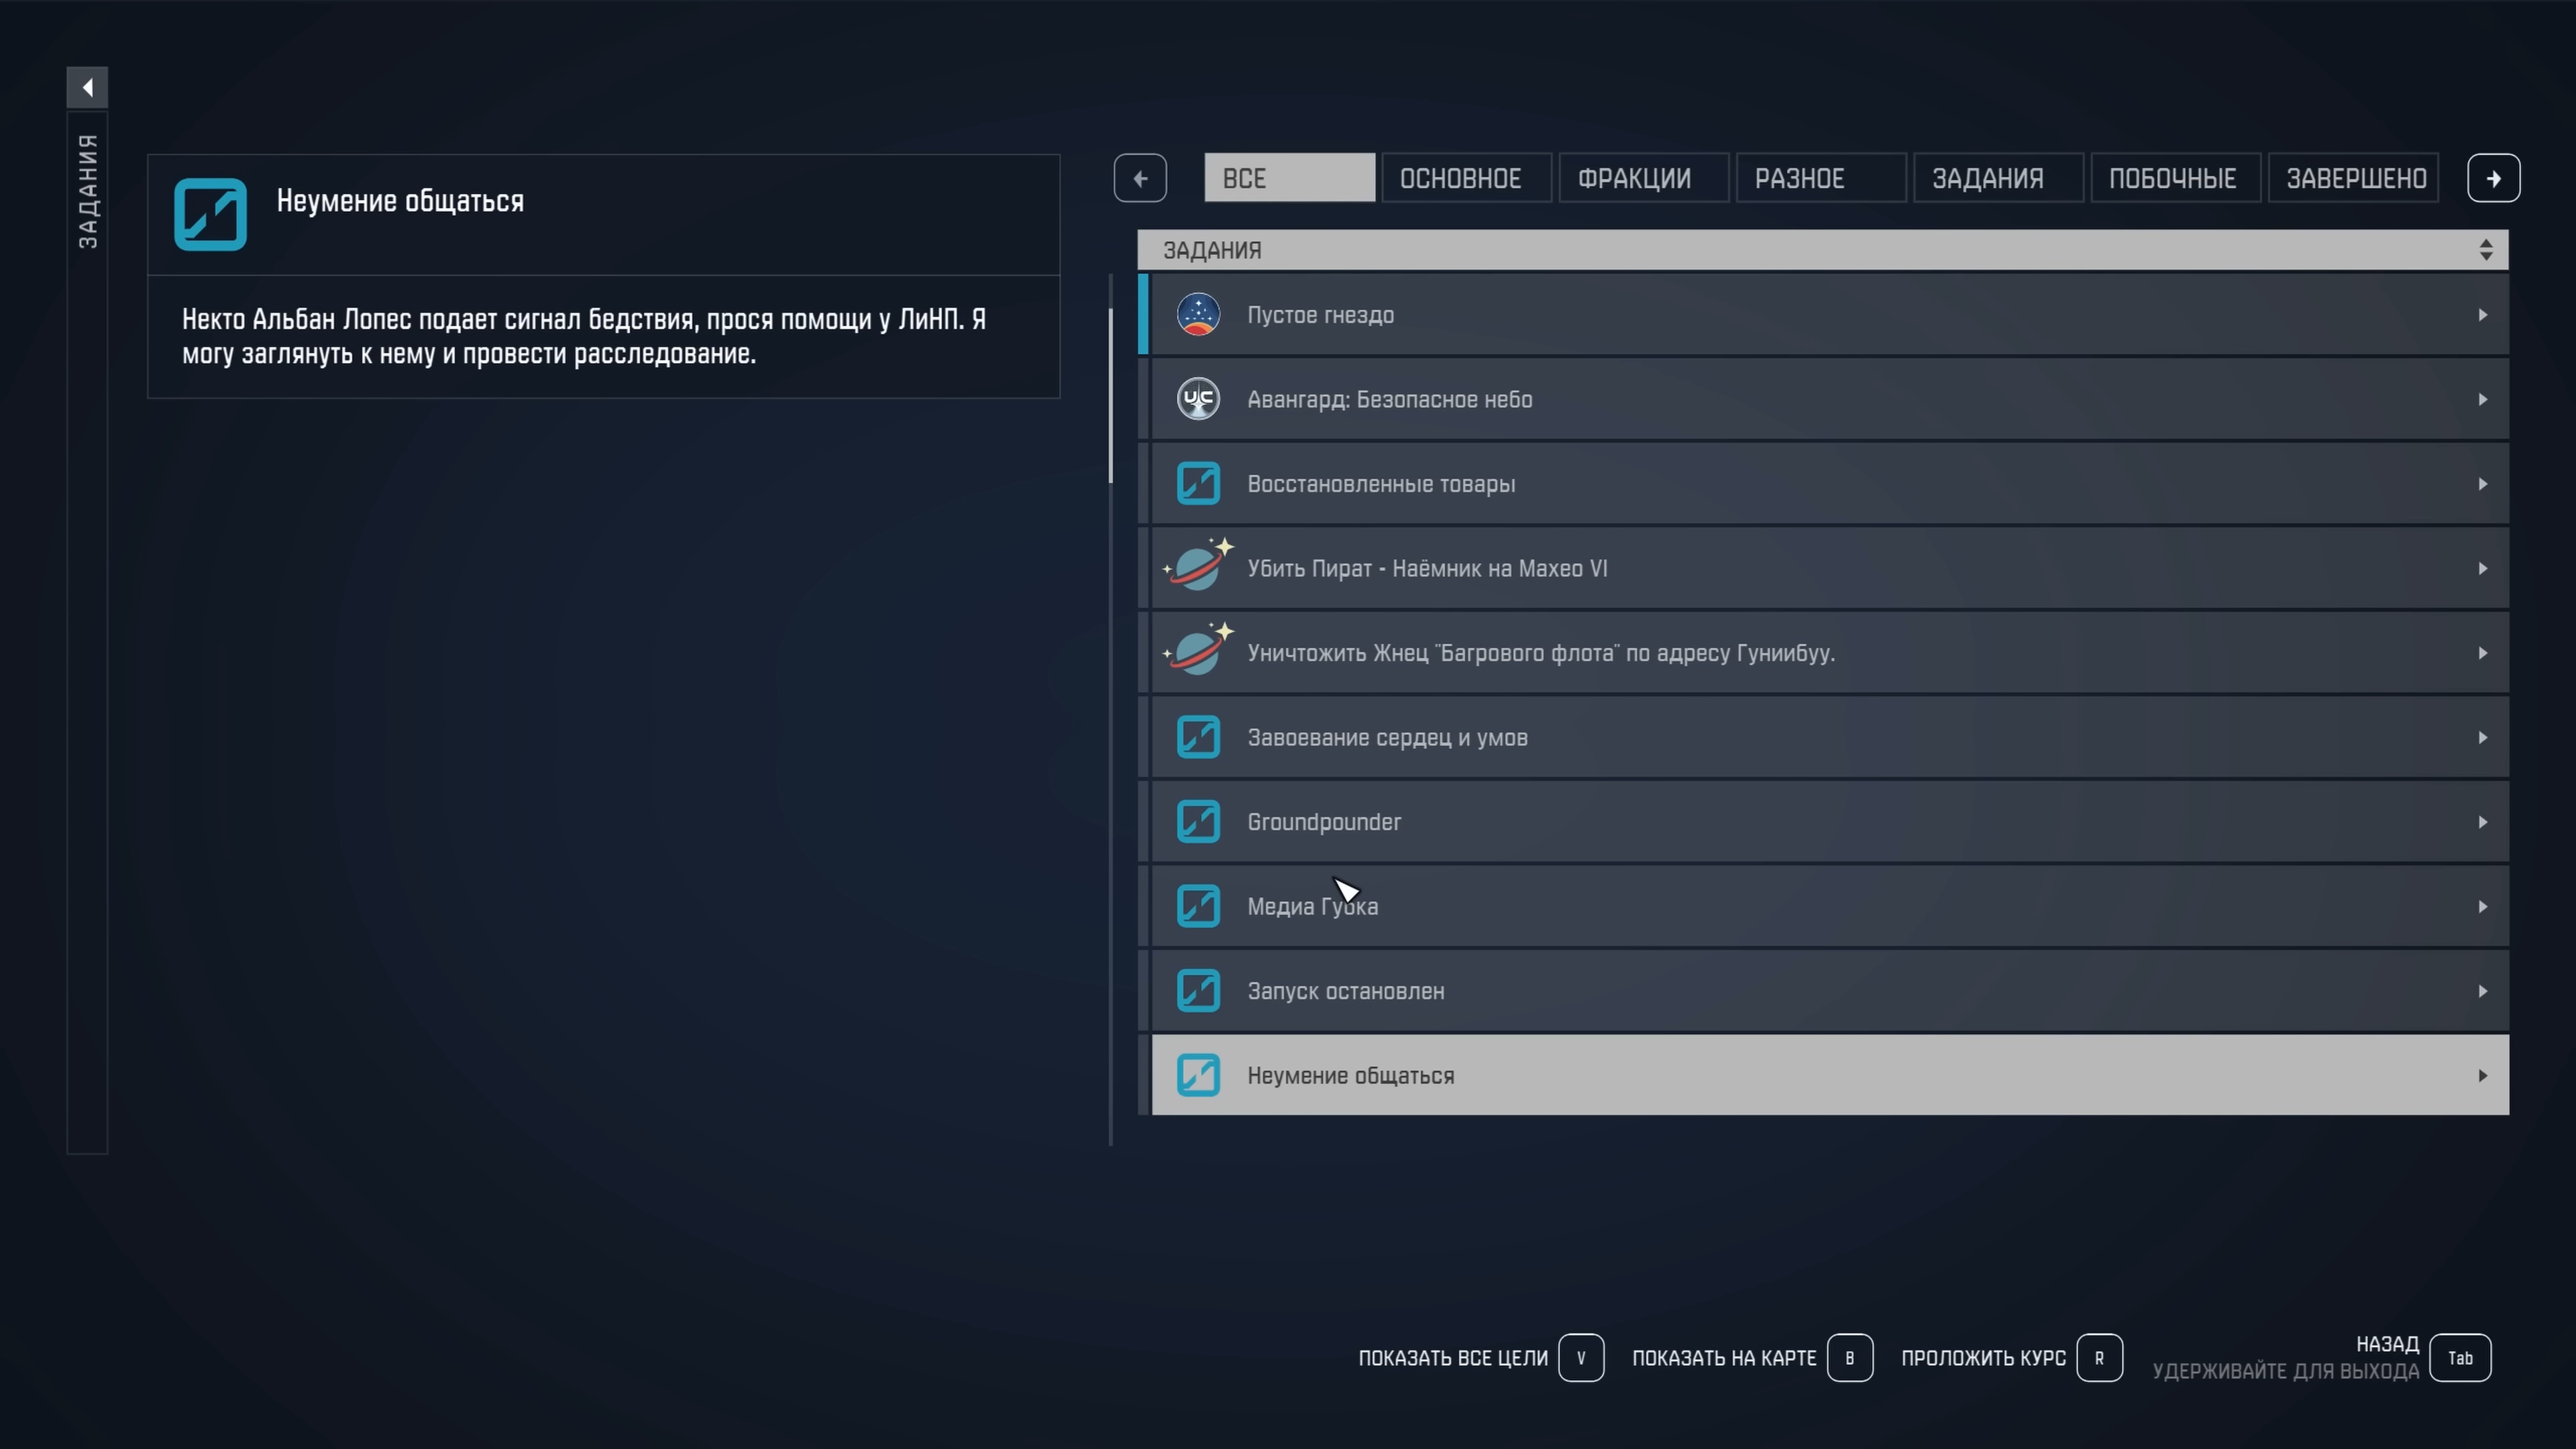 ЗАДАНИЯ
Неумение общаться
Некто Альбан Лопес подает сигнал бедствия, прося помощи у ЛиНП. Я
могу заглянуть к нему и провести расследование.
ВСЕ
ОСНОВНОЕ
ФРАКЦИИ
РАЗНОЕ
ЗАДАНИЯ
ПОБОЧНЫЕ
ЗАВЕРШЕНО
ЗАДАНИЯ
Пустое гнездо
UC
Авангард: Безопасное небо
Восстановленные товары
Убить Пират - Наёмник на Махео VI
Уничтожить Жнец "Багрового флота" по адресу Гуниибуу.
Завоевание сердец и умов
Groundpounder
Медиа Губка
Запуск остановлен
Неумение общаться
ПОКАЗАТЬ ВСЕ ЦЕЛИ V
ПОКАЗАТЬ НА КАРТЕ B
ПРОЛОЖИТЬ КУРС R
НАЗАД
УДЕРЖИВАЙТЕ ДЛЯ ВЫХОДА
Tab